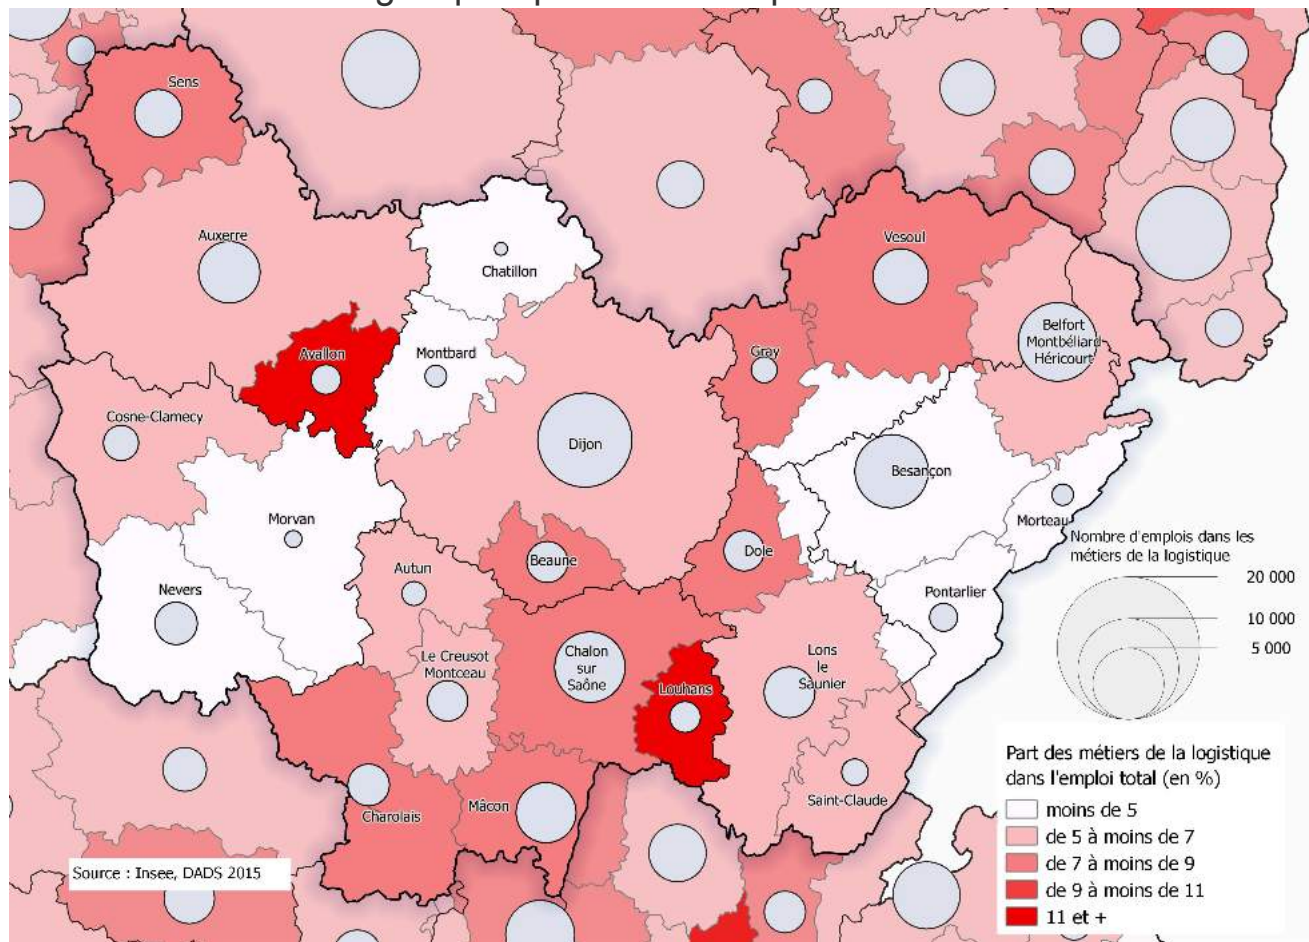 Sens
Auxerre
Chatillon
Vesoul
Avallon
Montbard
Gray
Belfort
Montbéliard
Héricourt
Cosne-Clamecy
Dijon
Besançon
Morvan
Morteau
Beaune
Dole
Autun
Nevers
Pontarlier
Le Creusot
Montceau
Chalon
sur
Saône
Louhans
Lons
le
Saunier
Saint-Claude
Charolais
Mâcon
Nombre d'emplois dans les
métiers de la logistique
20 000
10 000
5 000
Part des métiers de la logistique
dans l'emploi total (en %)
moins de 5
de 5 à moins de 7
de 7 à moins de 9
de 9 à moins de 11
11 et +
Source : Insee, DADS 2015